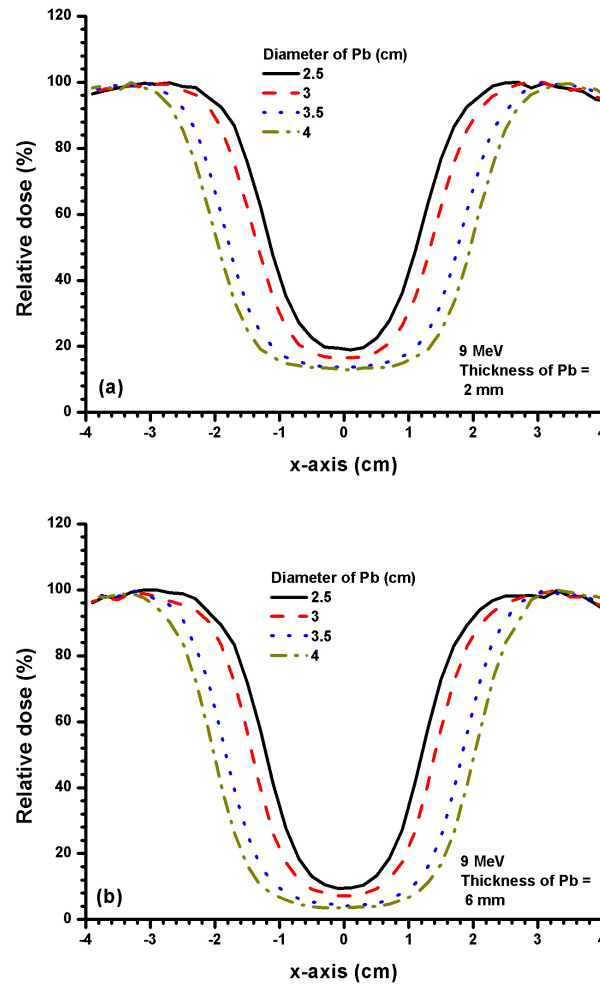 120
100
80
60
40
20
0
Relative dose (%)
Diameter of Pb (cm)
2.5
3
3.5
4
9 MeV
Thickness of Pb =
2 mm
(a)
-4 -3 -2 -1 0 1 2 3 4
x-axis (cm)
120
100
80
60
40
20
0
Relative dose (%)
Diameter of Pb (cm)
2.5
3
3.5
4
9 MeV
Thickness of Pb =
6 mm
(b)
-4 -3 -2 -1 0 1 2 3 4
x-axis (cm)